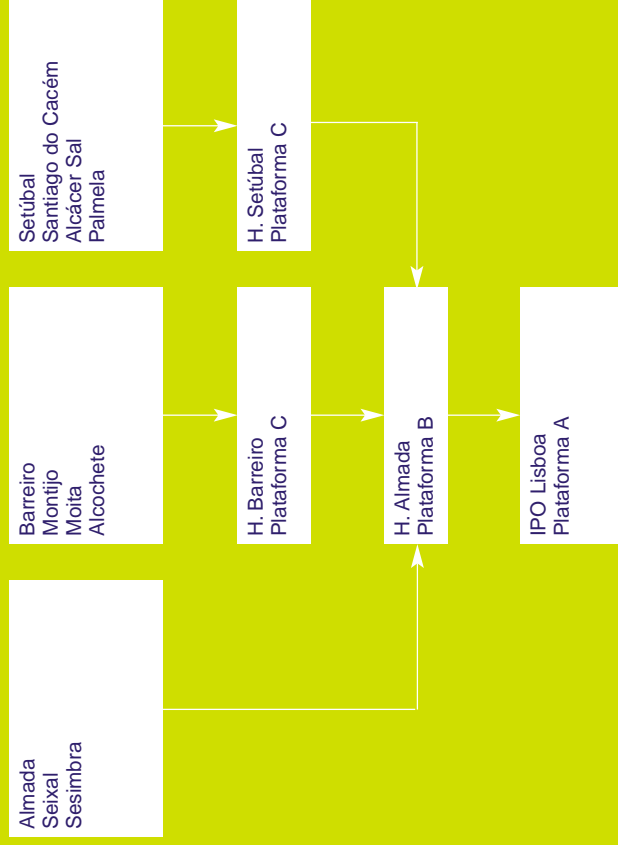 Almada
Seixal
Sesimbra
Barreiro
Montijo
Moita
Alcochete
Setúbal
Santiago do Cacém
Alcácer Sal
Palmela
H. Barreiro
Plataforma C
H. Setúbal
Plataforma C
H. Almada
Plataforma B
IPO Lisboa
Plataforma A